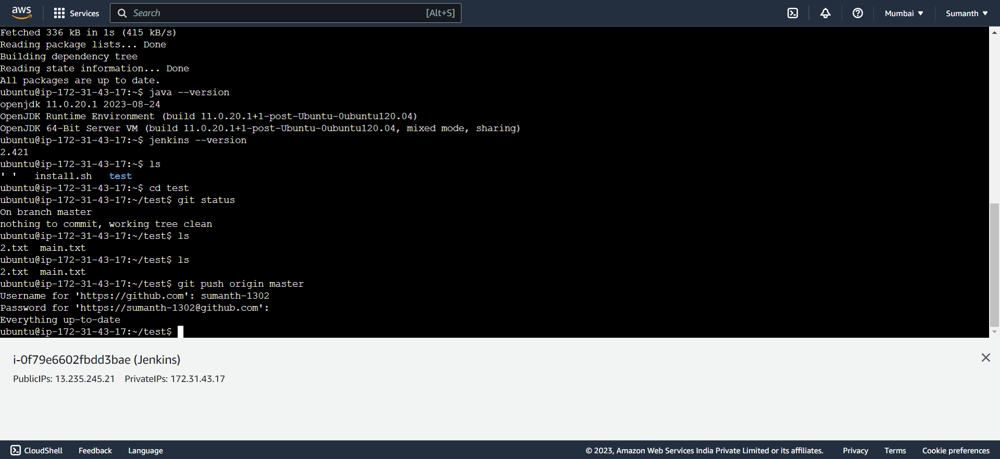 aws Services Search [Alt+S] Mumbai Sumanth
Fetched 336 kB in 1s (415 kB/s)
Reading package lists... Done
Building dependency tree
Reading state information... Done
All packages are up to date.
ubuntu@ip-172-31-43-17:~$ java --version
openjdk 11.0.20.1 2023-08-24
OpenJDK Runtime Environment (build 11.0.20.1+1-post-Ubuntu-0ubuntu120.04)
OpenJDK 64-Bit Server VM (build 11.0.20.1+1-post-Ubuntu-0ubuntu120.04, mixed mode, sharing)
ubuntu@ip-172-31-43-17:~$ jenkins --version
2.421
ubuntu@ip-172-31-43-17:~$ ls
' '   install.sh   test
ubuntu@ip-172-31-43-17:~$ cd test
ubuntu@ip-172-31-43-17:~/test$ git status
On branch master
nothing to commit, working tree clean
ubuntu@ip-172-31-43-17:~/test$ ls
2.txt  main.txt
ubuntu@ip-172-31-43-17:~/test$ ls
2.txt  main.txt
ubuntu@ip-172-31-43-17:~/test$ git push origin master
Username for 'https://github.com': sumanth-1302
Password for 'https://sumanth-1302@github.com':
Everything up-to-date
ubuntu@ip-172-31-43-17:~/test$
i-0f79e6602fbdd3bae (Jenkins)
PublicIPs: 13.235.245.21 PrivateIPs: 172.31.43.17
CloudShell Feedback Language © 2023, Amazon Web Services India Private Limited or its affiliates. Privacy Terms Cookie preferences